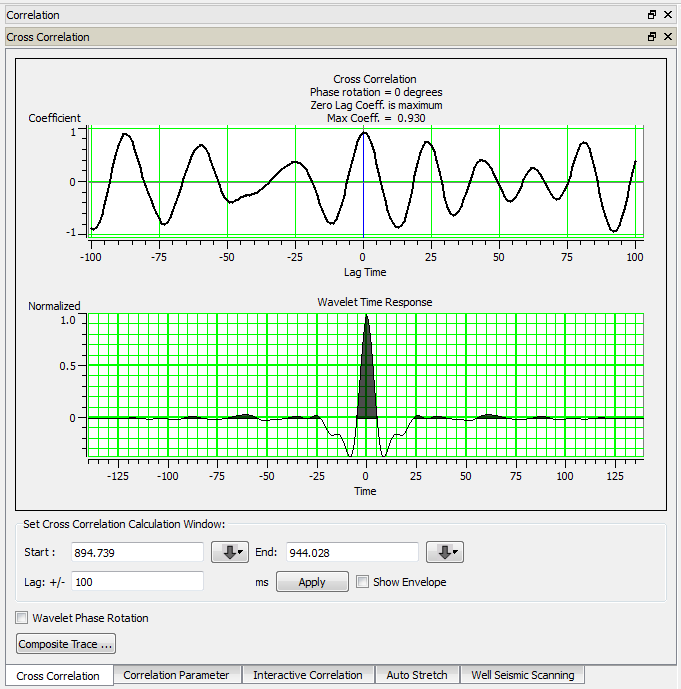 Correlation
Cross Correlation
Cross Correlation
Phase rotation = 0 degrees
Zero Lag Coeff. is maximum
Coefficient Max Coeff. = 0.930
1
0
-1
-100 -75 -50 -25 0 25 50 75 100
Lag Time
Normalized Wavelet Time Response
1.0
0.5
0
-125 -100 -75 -50 -25 0 25 50 75 100 125
Time
Set Cross Correlation Calculation Window:
Start : 894.739 End: 944.028
Lag: +/- 100 ms Apply Show Envelope
Wavelet Phase Rotation
Composite Trace ...
Cross Correlation Correlation Parameter Interactive Correlation Auto Stretch Well Seismic Scanning